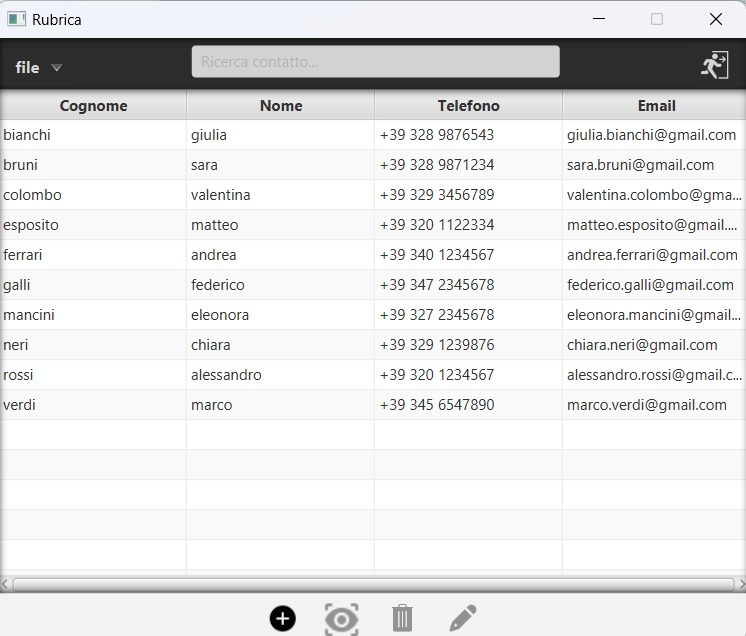 Rubrica
file Ricerca contatto...
Cognome Nome Telefono Email
bianchi giulia +39 328 9876543 giulia.bianchi@gmail.com
bruni sara +39 328 9871234 sara.bruni@gmail.com
colombo valentina +39 329 3456789 valentina.colombo@gma...
esposito matteo +39 320 1122334 matteo.esposito@gmail....
ferrari andrea +39 340 1234567 andrea.ferrari@gmail.com
galli federico +39 347 2345678 federico.galli@gmail.com
mancini eleonora +39 327 2345678 eleonora.mancini@gmail...
neri chiara +39 329 1239876 chiara.neri@gmail.com
rossi alessandro +39 320 1234567 alessandro.rossi@gmail.c...
verdi marco +39 345 6547890 marco.verdi@gmail.com